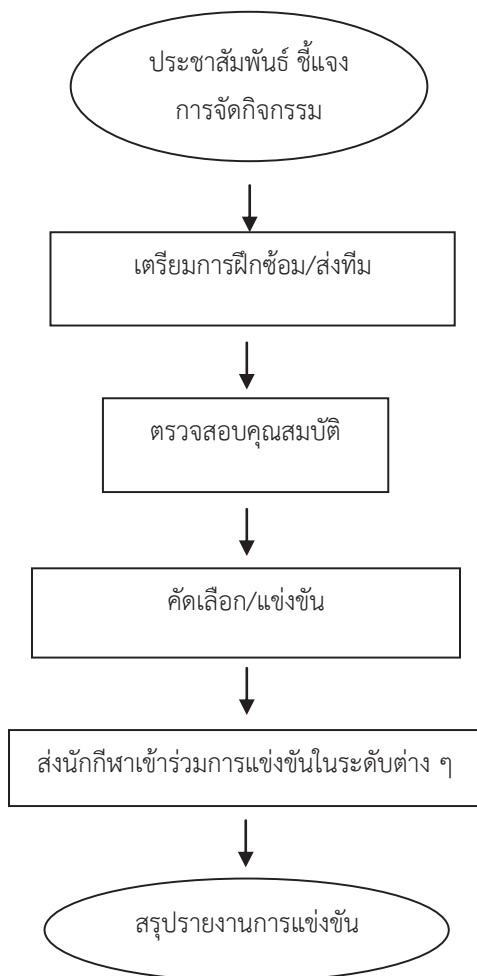 ประชาสัมพันธ์ ชี้แจง
การจัดกิจกรรม
เตรียมการฝึกซ้อม/ส่งทีม
ตรวจสอบคุณสมบัติ
คัดเลือก/แข่งขัน
ส่งนักกีฬาเข้าร่วมการแข่งขันในระดับต่าง ๆ
สรุปรายงานการแข่งขัน